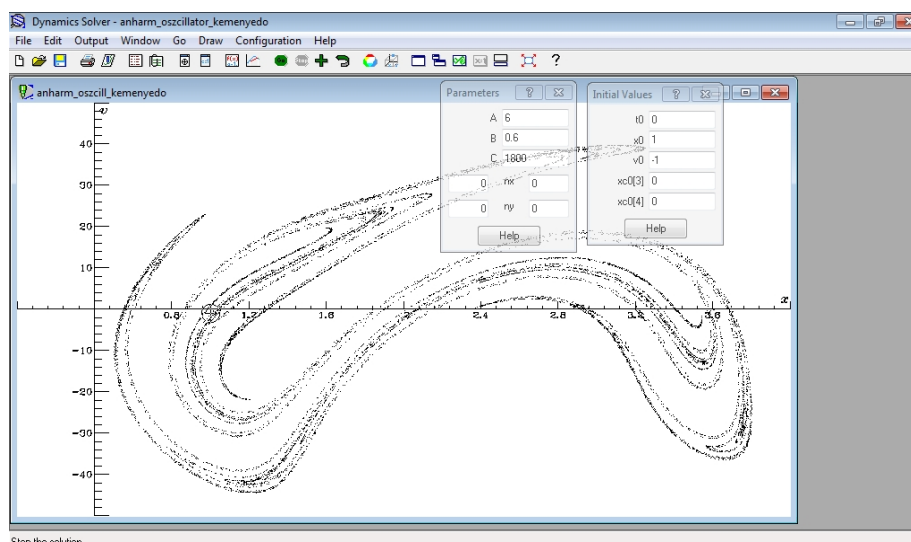 Dynamics Solver - anharm_oszcillator_kemenyedo
File Edit Output Window Go Draw Configuration Help
anharm_oszcill_kemenyedo
Parameters
A 6
B 0.6
C 1800
0 nx 0
0 ny 0
Help
Initial Values
t0 0
x0 1
v0 -1
xc0[3] 0
xc0[4] 0
Help
v
40
30
20
10
0.8 1.2 1.6 2 2.4 2.8 3.2 3.6 x
-10
-20
-30
-40
Stop the solution